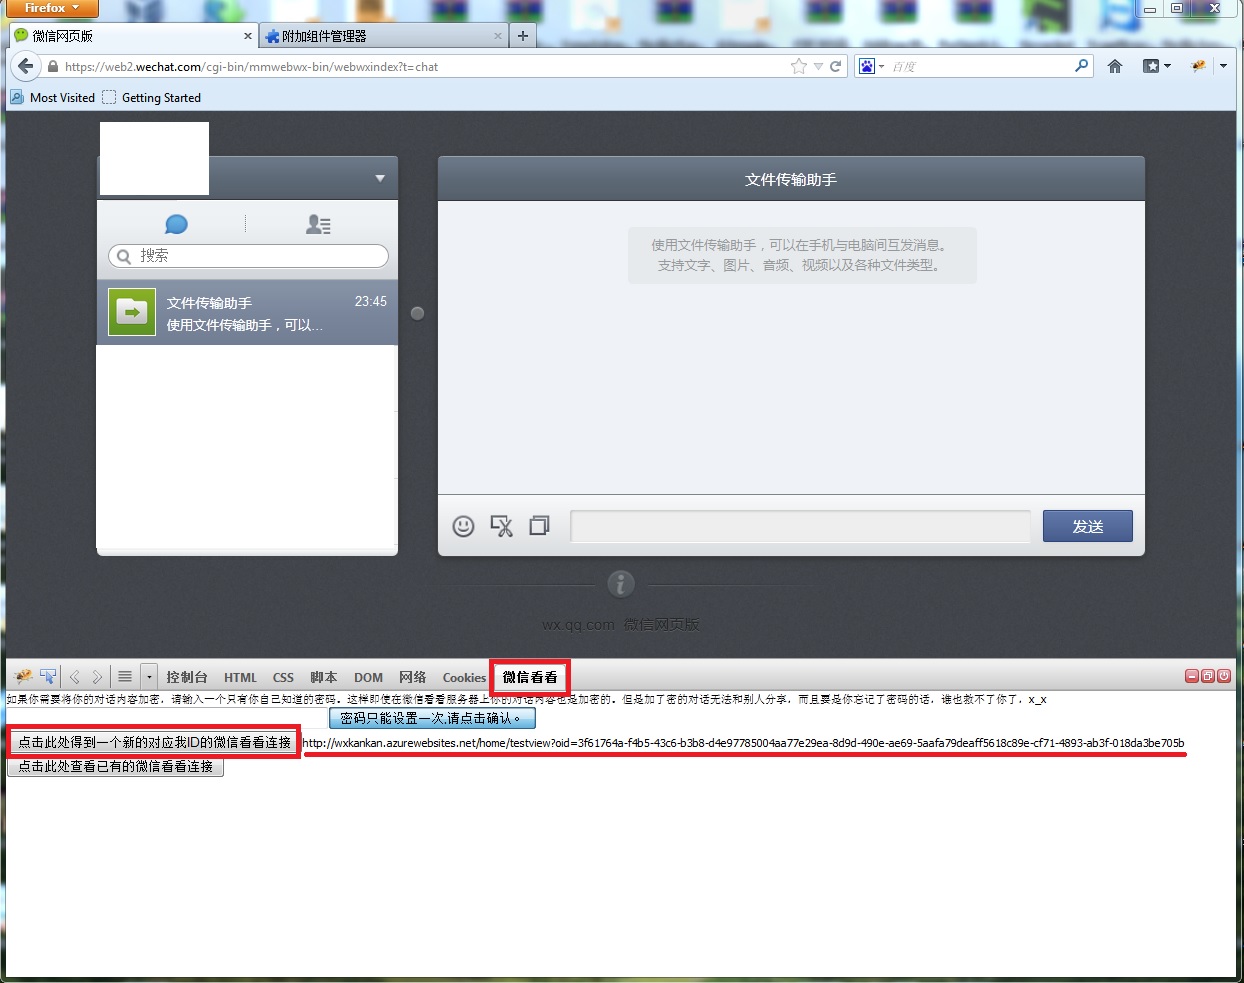 Firefox
微信网页版
附加组件管理器
https://web2.wechat.com/cgi-bin/mmwebwx-bin/webwxindex?t=chat
百度
Most Visited
Getting Started
文件传输助手
使用文件传输助手，可以在手机与电脑间互发消息。
支持文字、图片、音频、视频以及各种文件类型。
搜索
文件传输助手 23:45
使用文件传输助手，可以...
发送
wx.qq.com 微信网页版
控制台 HTML CSS 脚本 DOM 网络 Cookies 微信看看
如果你需要将你的对话内容加密，请输入一个只有你自己知道的密码。这样即使在微信看看服务器上你的对话内容也是加密的。但是加了密的对话无法和别人分享，而且要是你忘记了密码的话，谁也救不了你了，x_x
密码只能设置一次,请点击确认。
点击此处得到一个新的对应我ID的微信看看连接 http://wxkankan.azurewebsites.net/home/testview?oid=3f61764a-f4b5-43c6-b3b8-d4e97785004aa77e29ea-8d9d-490e-ae69-5aafa79deaff5618c89e-cf71-4893-ab3f-018da3be705b
点击此处查看已有的微信看看连接